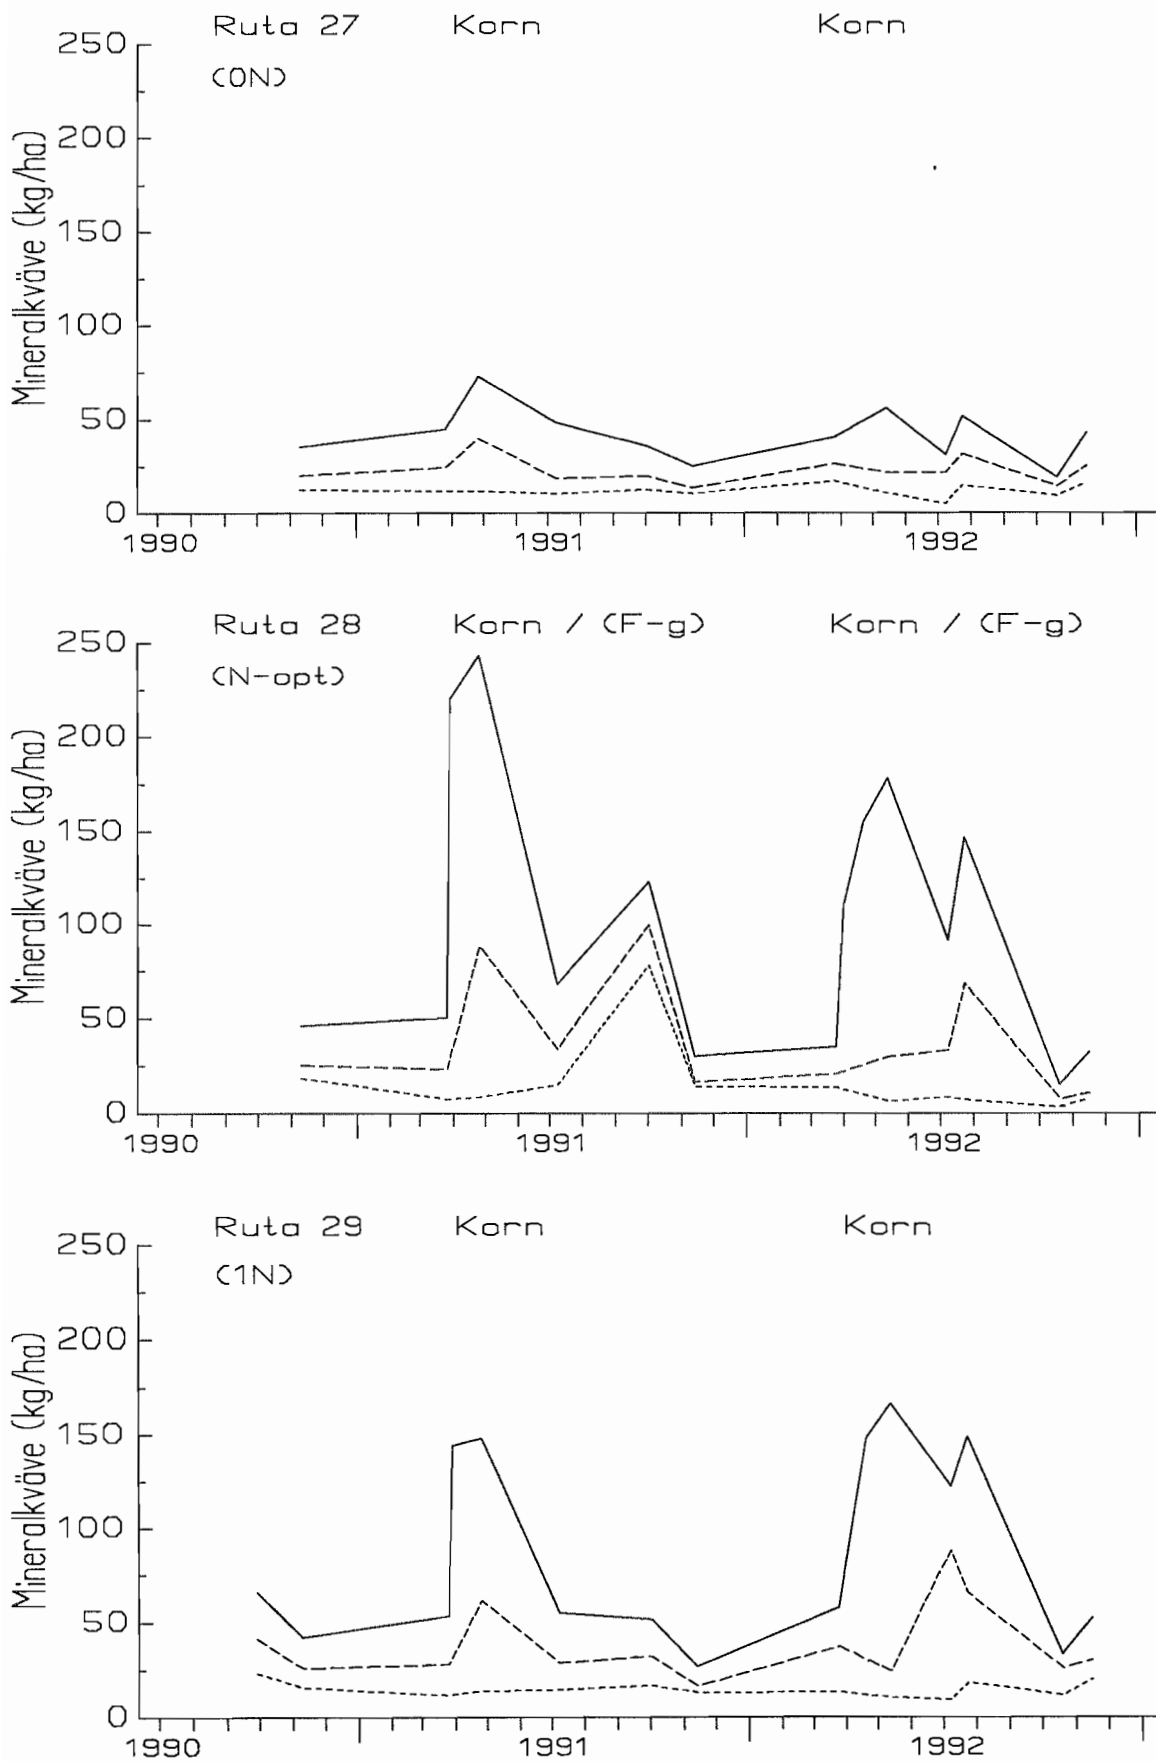 Ruta 27 Korn Korn
(0N)
Mineralkväve (kg/ha)
250
200
150
100
50
0
1990 1991 1992
Ruta 28 Korn / (F-g) Korn / (F-g)
(N-opt)
Mineralkväve (kg/ha)
250
200
150
100
50
0
1990 1991 1992
Ruta 29 Korn Korn
(1N)
Mineralkväve (kg/ha)
250
200
150
100
50
0
1990 1991 1992